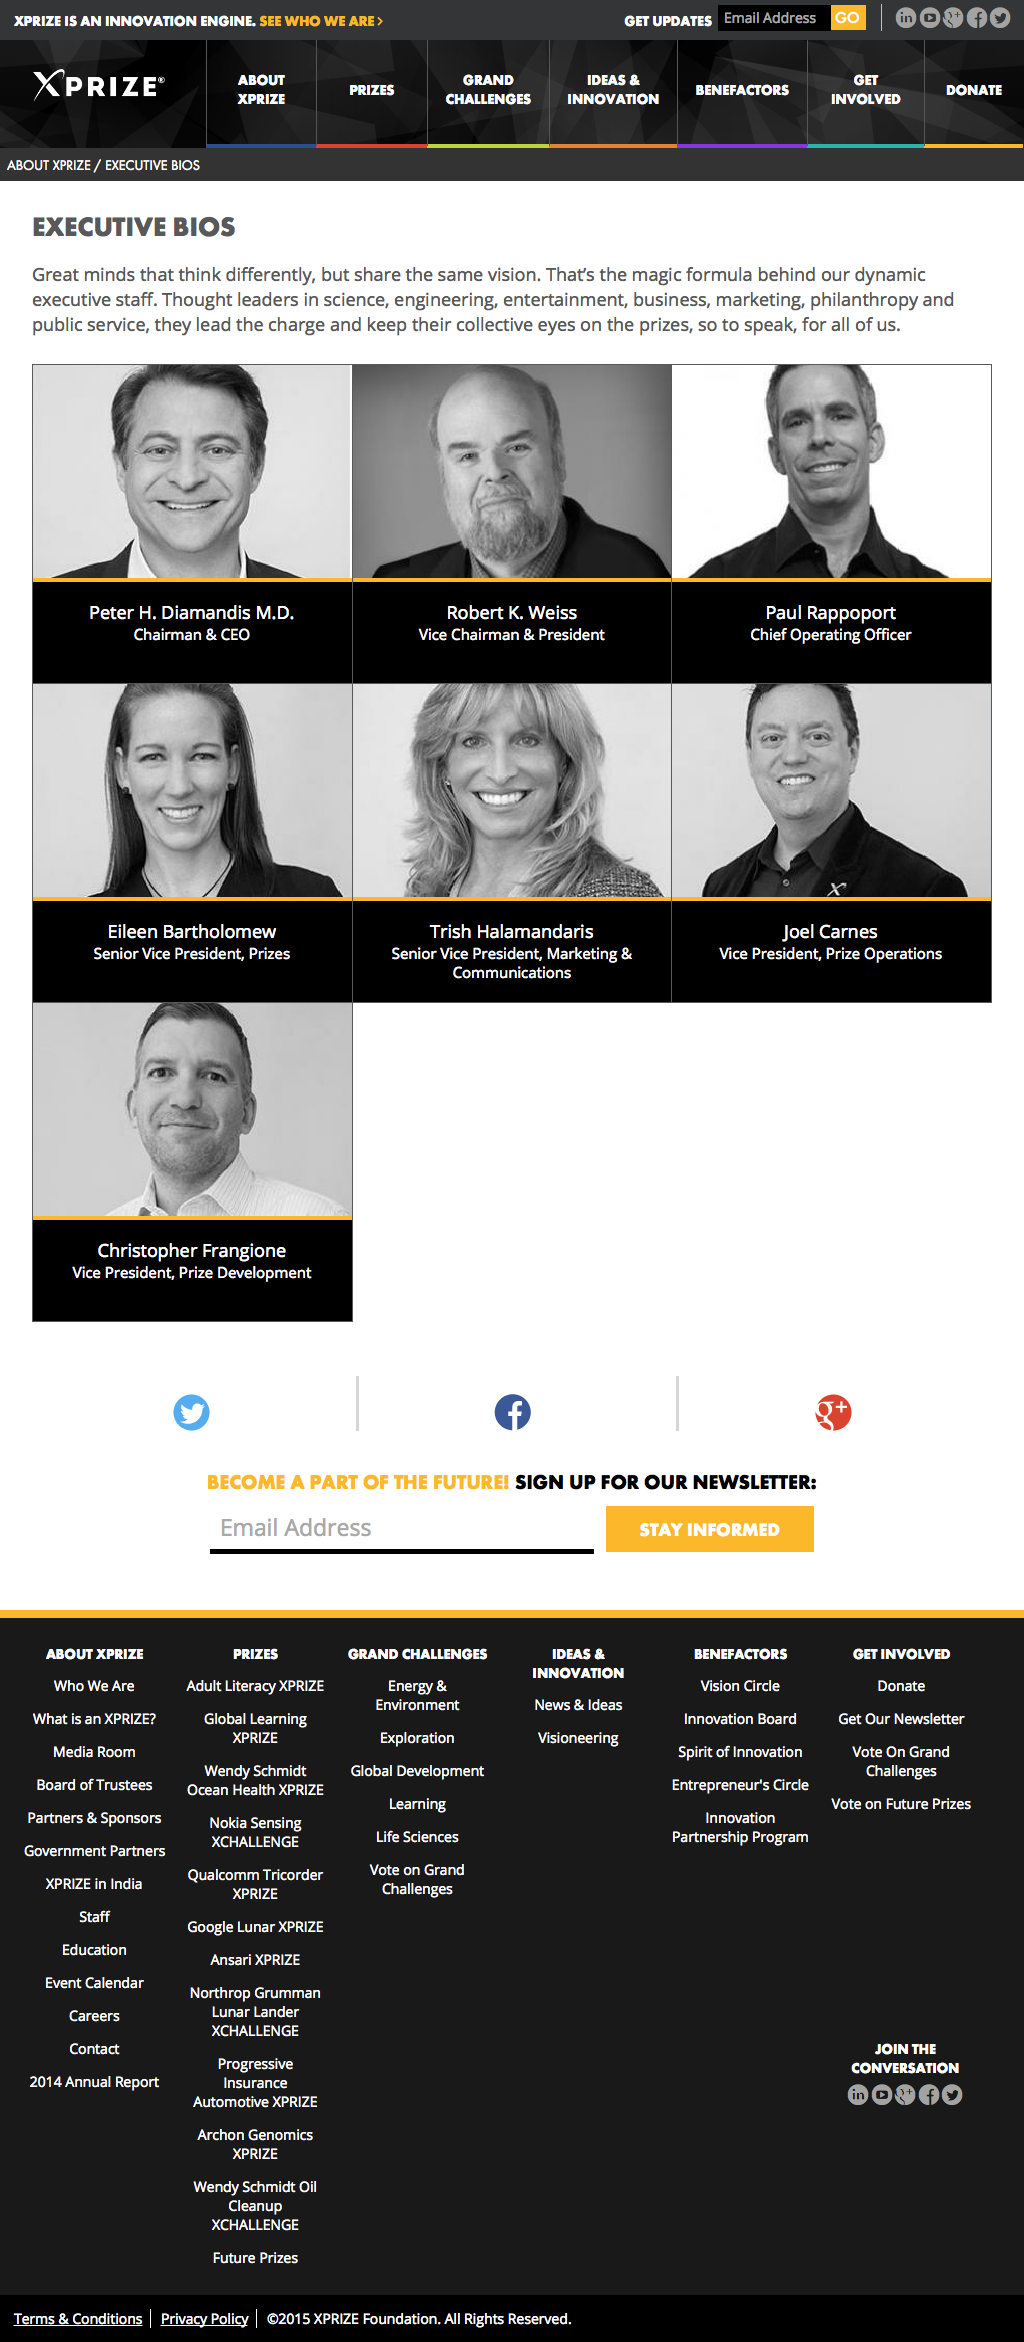 XPRIZE IS AN INNOVATION ENGINE. SEE WHO WE ARE >
GET UPDATES Email Address GO
XPRIZE®
ABOUT
XPRIZE
PRIZES
GRAND
CHALLENGES
IDEAS &
INNOVATION
BENEFACTORS
GET
INVOLVED
DONATE
ABOUT XPRIZE / EXECUTIVE BIOS
EXECUTIVE BIOS
Great minds that think differently, but share the same vision. That’s the magic formula behind our dynamic
executive staff. Thought leaders in science, engineering, entertainment, business, marketing, philanthropy and
public service, they lead the charge and keep their collective eyes on the prizes, so to speak, for all of us.
Peter H. Diamandis M.D.
Chairman & CEO
Robert K. Weiss
Vice Chairman & President
Paul Rappoport
Chief Operating Officer
Eileen Bartholomew
Senior Vice President, Prizes
Trish Halamandaris
Senior Vice President, Marketing &
Communications
Joel Carnes
Vice President, Prize Operations
Christopher Frangione
Vice President, Prize Development
BECOME A PART OF THE FUTURE! SIGN UP FOR OUR NEWSLETTER:
Email Address
STAY INFORMED
ABOUT XPRIZE
Who We Are
What is an XPRIZE?
Media Room
Board of Trustees
Partners & Sponsors
Government Partners
XPRIZE in India
Staff
Education
Event Calendar
Careers
Contact
2014 Annual Report
PRIZES
Adult Literacy XPRIZE
Global Learning
XPRIZE
Wendy Schmidt
Ocean Health XPRIZE
Nokia Sensing
XCHALLENGE
Qualcomm Tricorder
XPRIZE
Google Lunar XPRIZE
Ansari XPRIZE
Northrop Grumman
Lunar Lander
XCHALLENGE
Progressive
Insurance
Automotive XPRIZE
Archon Genomics
XPRIZE
Wendy Schmidt Oil
Cleanup
XCHALLENGE
Future Prizes
GRAND CHALLENGES
Energy &
Environment
Exploration
Global Development
Learning
Life Sciences
Vote on Grand
Challenges
IDEAS &
INNOVATION
News & Ideas
Visioneering
BENEFACTORS
Vision Circle
Innovation Board
Spirit of Innovation
Entrepreneur's Circle
Innovation
Partnership Program
GET INVOLVED
Donate
Get Our Newsletter
Vote On Grand
Challenges
Vote on Future Prizes
JOIN THE
CONVERSATION
Terms & Conditions Privacy Policy ©2015 XPRIZE Foundation. All Rights Reserved.